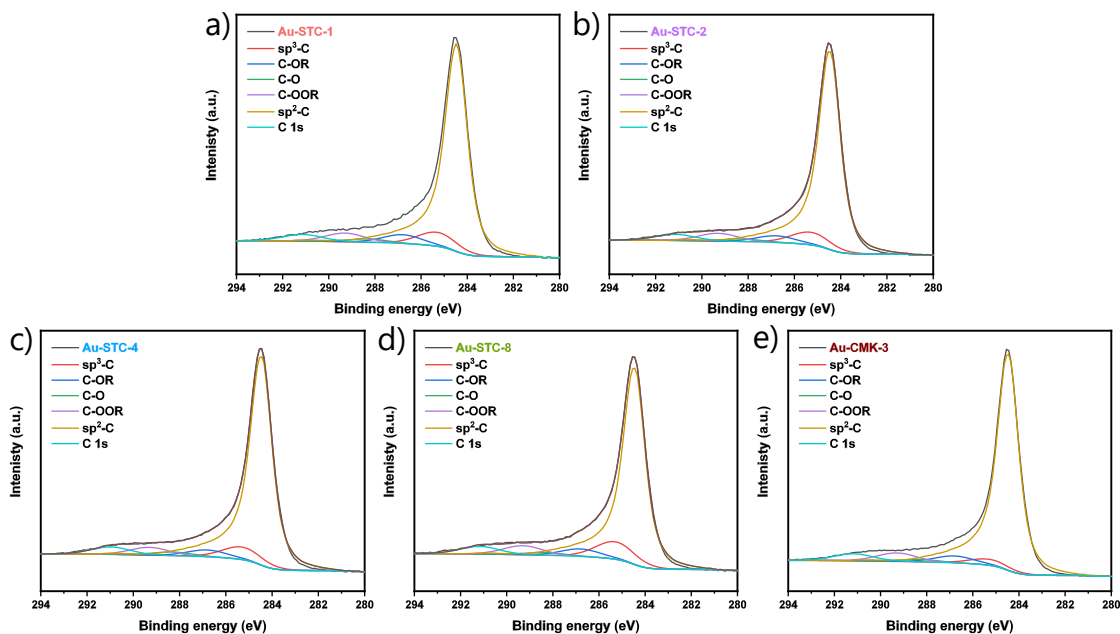 a)
Au-STC-1
sp³-C
C-OR
C-O
C-OOR
sp²-C
C 1s
Intenisty (a.u.)
294 292 290 288 286 284 282 280
Binding energy (eV)
b)
Au-STC-2
sp³-C
C-OR
C-O
C-OOR
sp²-C
C 1s
Intenisty (a.u.)
294 292 290 288 286 284 282 280
Binding energy (eV)
c)
Au-STC-4
sp³-C
C-OR
C-O
C-OOR
sp²-C
C 1s
Intenisty (a.u.)
294 292 290 288 286 284 282 280
Binding energy (eV)
d)
Au-STC-8
sp³-C
C-OR
C-O
C-OOR
sp²-C
C 1s
Intenisty (a.u.)
294 292 290 288 286 284 282 280
Binding energy (eV)
e)
Au-CMK-3
sp³-C
C-OR
C-O
C-OOR
sp²-C
C 1s
Intenisty (a.u.)
294 292 290 288 286 284 282 280
Binding energy (eV)